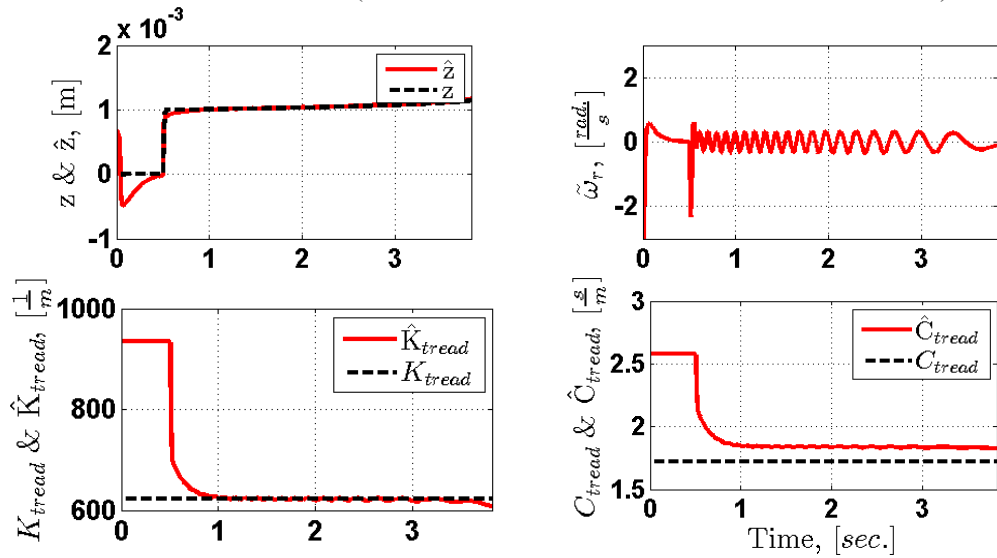 x 10⁻³
2
1
0
-1
z & ẑ, [m]
ẑ
z
0 1 2 3
2
0
-2
ω̃ᵣ, [rad./s]
0 1 2 3
1000
800
600
K_tread & K̂_tread, [1/m]
K̂_tread
K_tread
0 1 2 3
3
2.5
2
1.5
C_tread & Ĉ_tread, [s/m]
Ĉ_tread
C_tread
0 1 2 3
Time, [sec.]